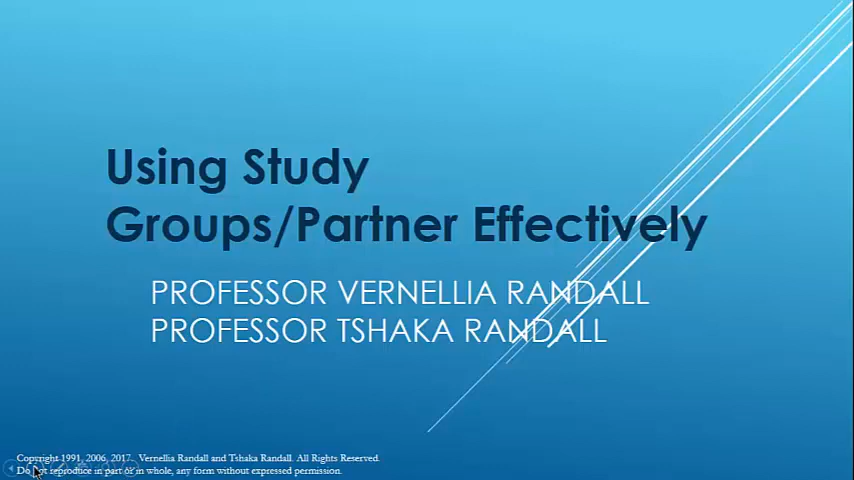 Using Study
Groups/Partner Effectively
PROFESSOR VERNELLIA RANDALL
PROFESSOR TSHAKA RANDALL
Copyright 1991, 2006, 2017. Vernellia Randall and Tshaka Randall. All Rights Reserved.
Do not reproduce in part or in whole, any form without expressed permission.